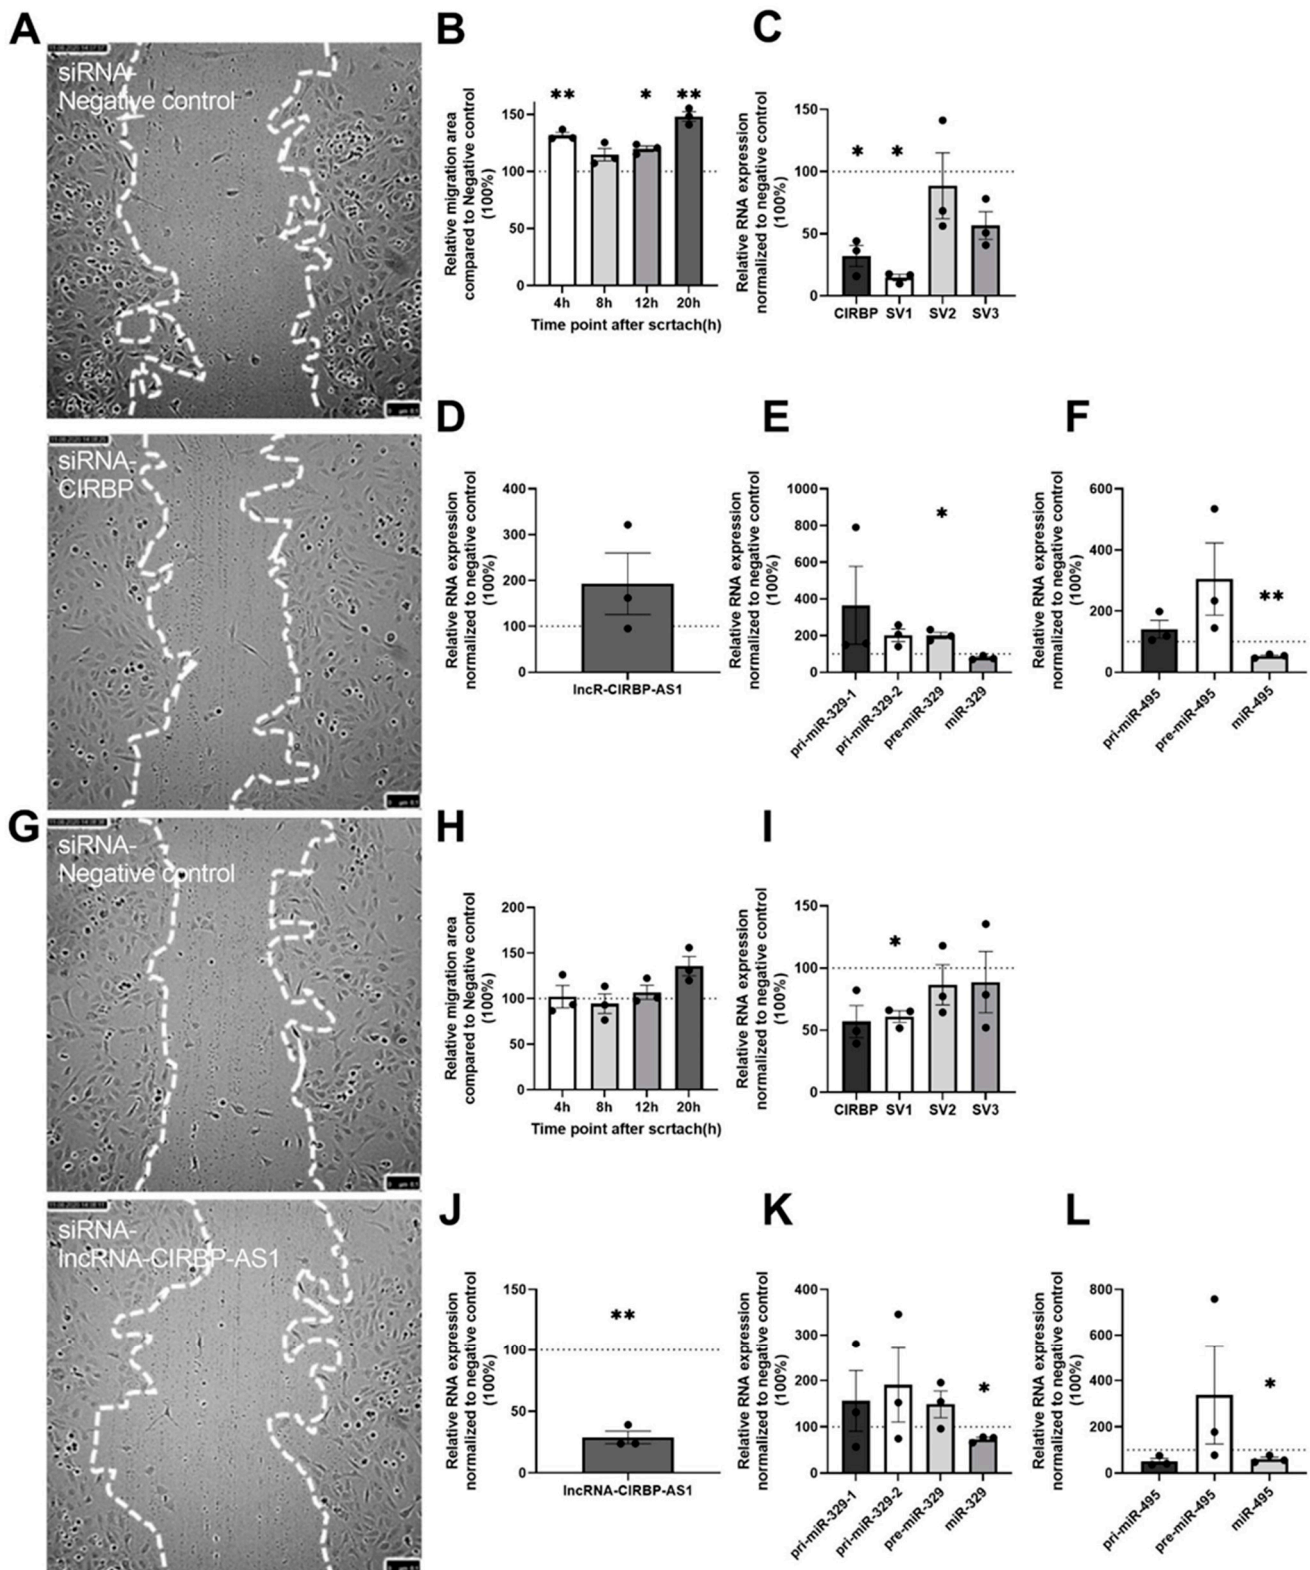 A
siRNA-
Negative control
siRNA-
CIRBP
B
Relative migration area
compared to Negative control
(100%)
150
100
50
0
** * **
4h 8h 12h 20h
Time point after scrtach(h)
C
Relative RNA expression
normalized to negative control
(100%)
150
100
50
0
* *
CIRBP SV1 SV2 SV3
D
Relative RNA expression
normalized to negative control
(100%)
400
300
200
100
0
lncR-CIRBP-AS1
E
Relative RNA expression
normalized to negative control
(100%)
1000
800
600
400
200
0
*
pri-miR-329-1
pri-miR-329-2
pre-miR-329
miR-329
F
Relative RNA expression
normalized to negative control
(100%)
600
400
200
0
**
pri-miR-495
pre-miR-495
miR-495
G
siRNA-
Negative control
siRNA-
lncRNA-CIRBP-AS1
H
Relative migration area
compared to Negative control
(100%)
200
150
100
50
0
4h 8h 12h 20h
Time point after scrtach(h)
I
Relative RNA expression
normalized to negative control
(100%)
150
100
50
0
*
CIRBP SV1 SV2 SV3
J
Relative RNA expression
normalized to negative control
(100%)
150
100
50
0
**
lncRNA-CIRBP-AS1
K
Relative RNA expression
normalized to negative control
(100%)
400
300
200
100
0
*
pri-miR-329-1
pri-miR-329-2
pre-miR-329
miR-329
L
Relative RNA expression
normalized to negative control
(100%)
800
600
400
200
0
*
pri-miR-495
pre-miR-495
miR-495